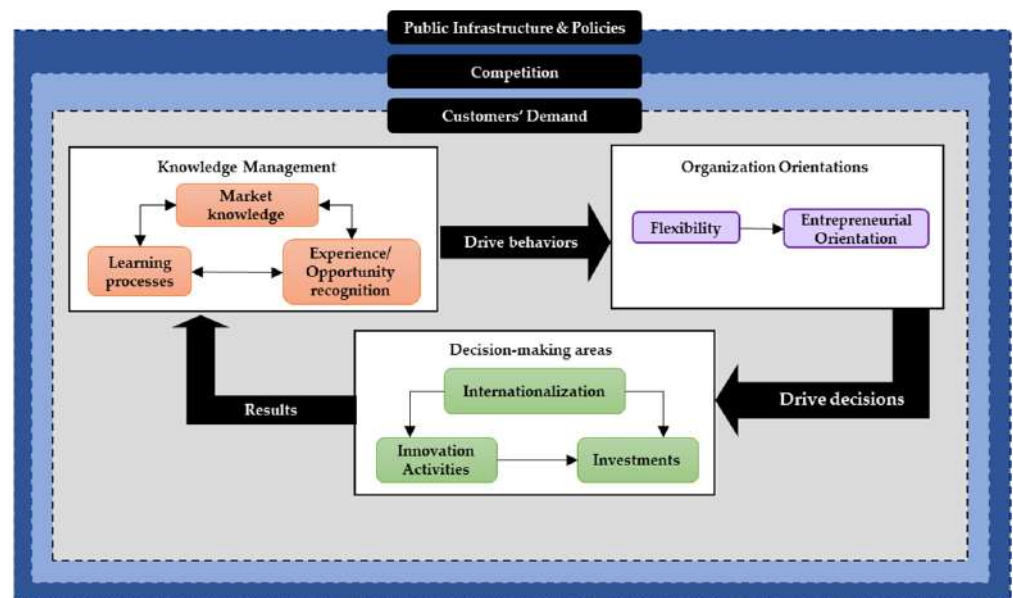 Public Infrastructure & Policies
Competition
Customers' Demand
Knowledge Management
Market
knowledge
Learning
processes
Experience/
Opportunity
recognition
Drive behaviors
Organization Orientations
Flexibility
Entrepreneurial
Orientation
Decision-making areas
Internationalization
Innovation
Activities
Investments
Drive decisions
Results